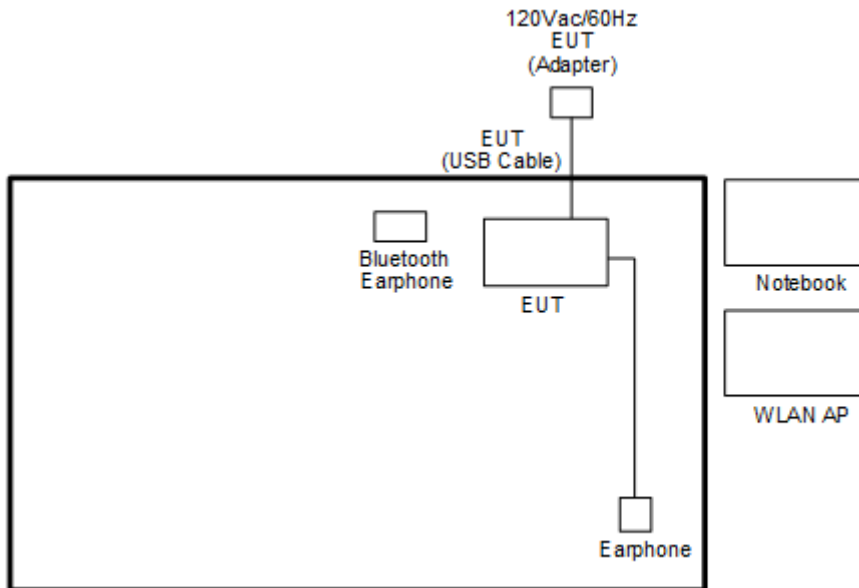 120Vac/60Hz
EUT
(Adapter)
EUT
(USB Cable)
Bluetooth
Earphone
EUT
Notebook
WLAN AP
Earphone